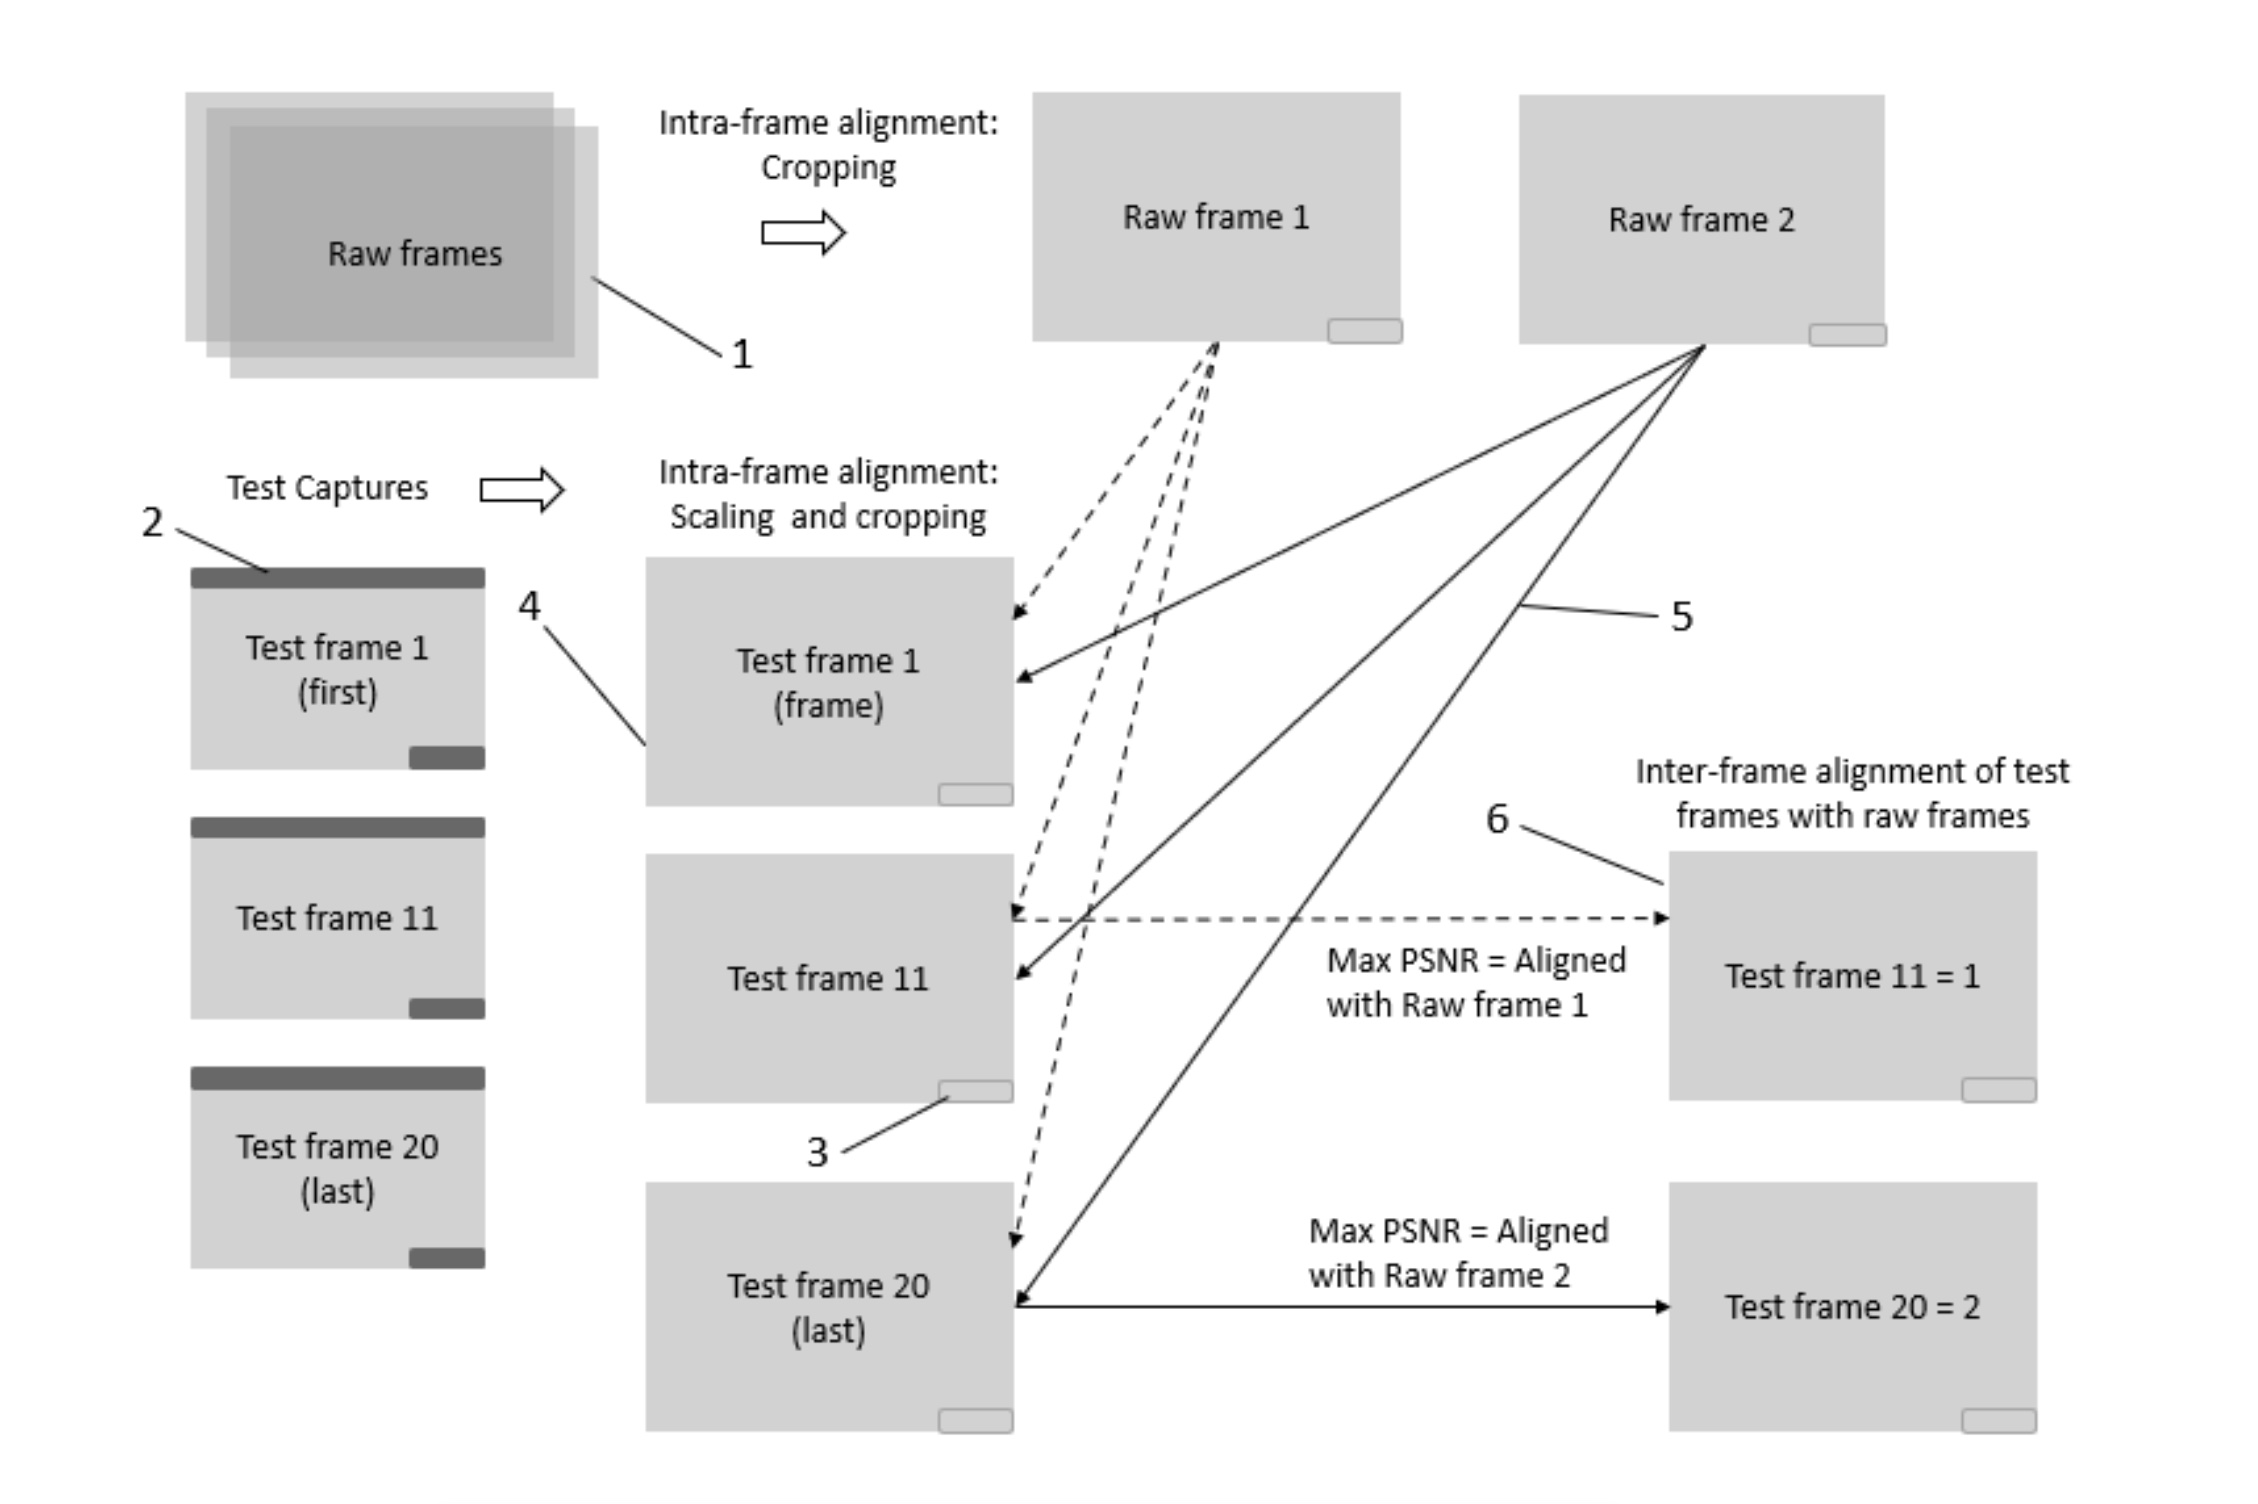 Intra-frame alignment:
Cropping
Raw frames
Raw frame 1
Raw frame 2
1
Test Captures
2
Intra-frame alignment:
Scaling and cropping
4
5
Test frame 1
(first)
Test frame 1
(frame)
Inter-frame alignment of test
frames with raw frames
6
Test frame 11
Test frame 11
Max PSNR = Aligned
with Raw frame 1
Test frame 11 = 1
3
Test frame 20
(last)
Test frame 20
(last)
Max PSNR = Aligned
with Raw frame 2
Test frame 20 = 2